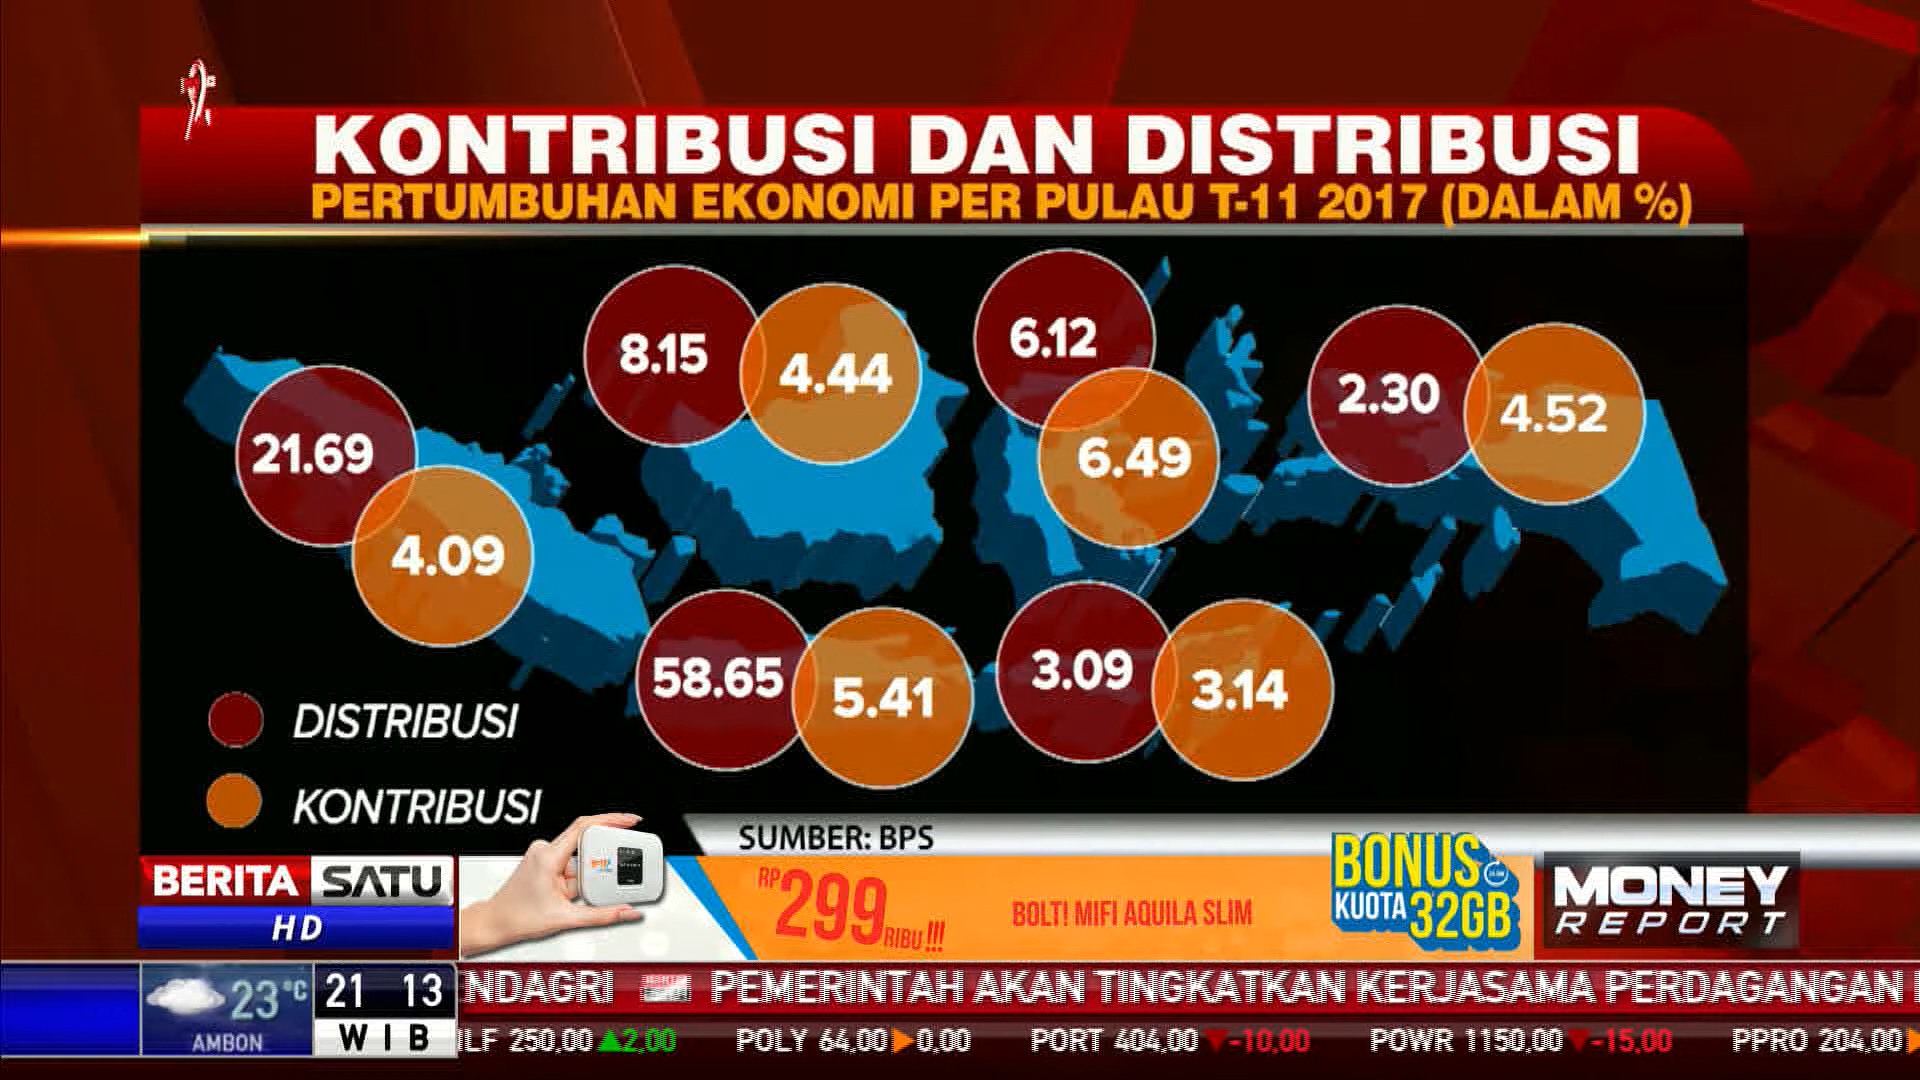 KONTRIBUSI DAN DISTRIBUSI
PERTUMBUHAN EKONOMI PER PULAU T-11 2017 (DALAM %)
21.69
4.09
8.15
4.44
6.12
6.49
2.30
4.52
58.65
5.41
3.09
3.14
DISTRIBUSI
KONTRIBUSI
SUMBER: BPS
BERITA SATU
HD
RP 299 RIBU!!!
BOLT! MIFI AQUILA SLIM
BONUS
KUOTA 32GB
MONEY
REPORT
23°C
AMBON
21 13
WIB
NDAGRI PEMERINTAH AKAN TINGKATKAN KERJASAMA PERDAGANGAN
LF 250,00 ▲2,00 POLY 64,00 ▶0,00 PORT 404,00 ▼-10,00 POWR 1150,00 ▼-15,00 PPRO 204,00